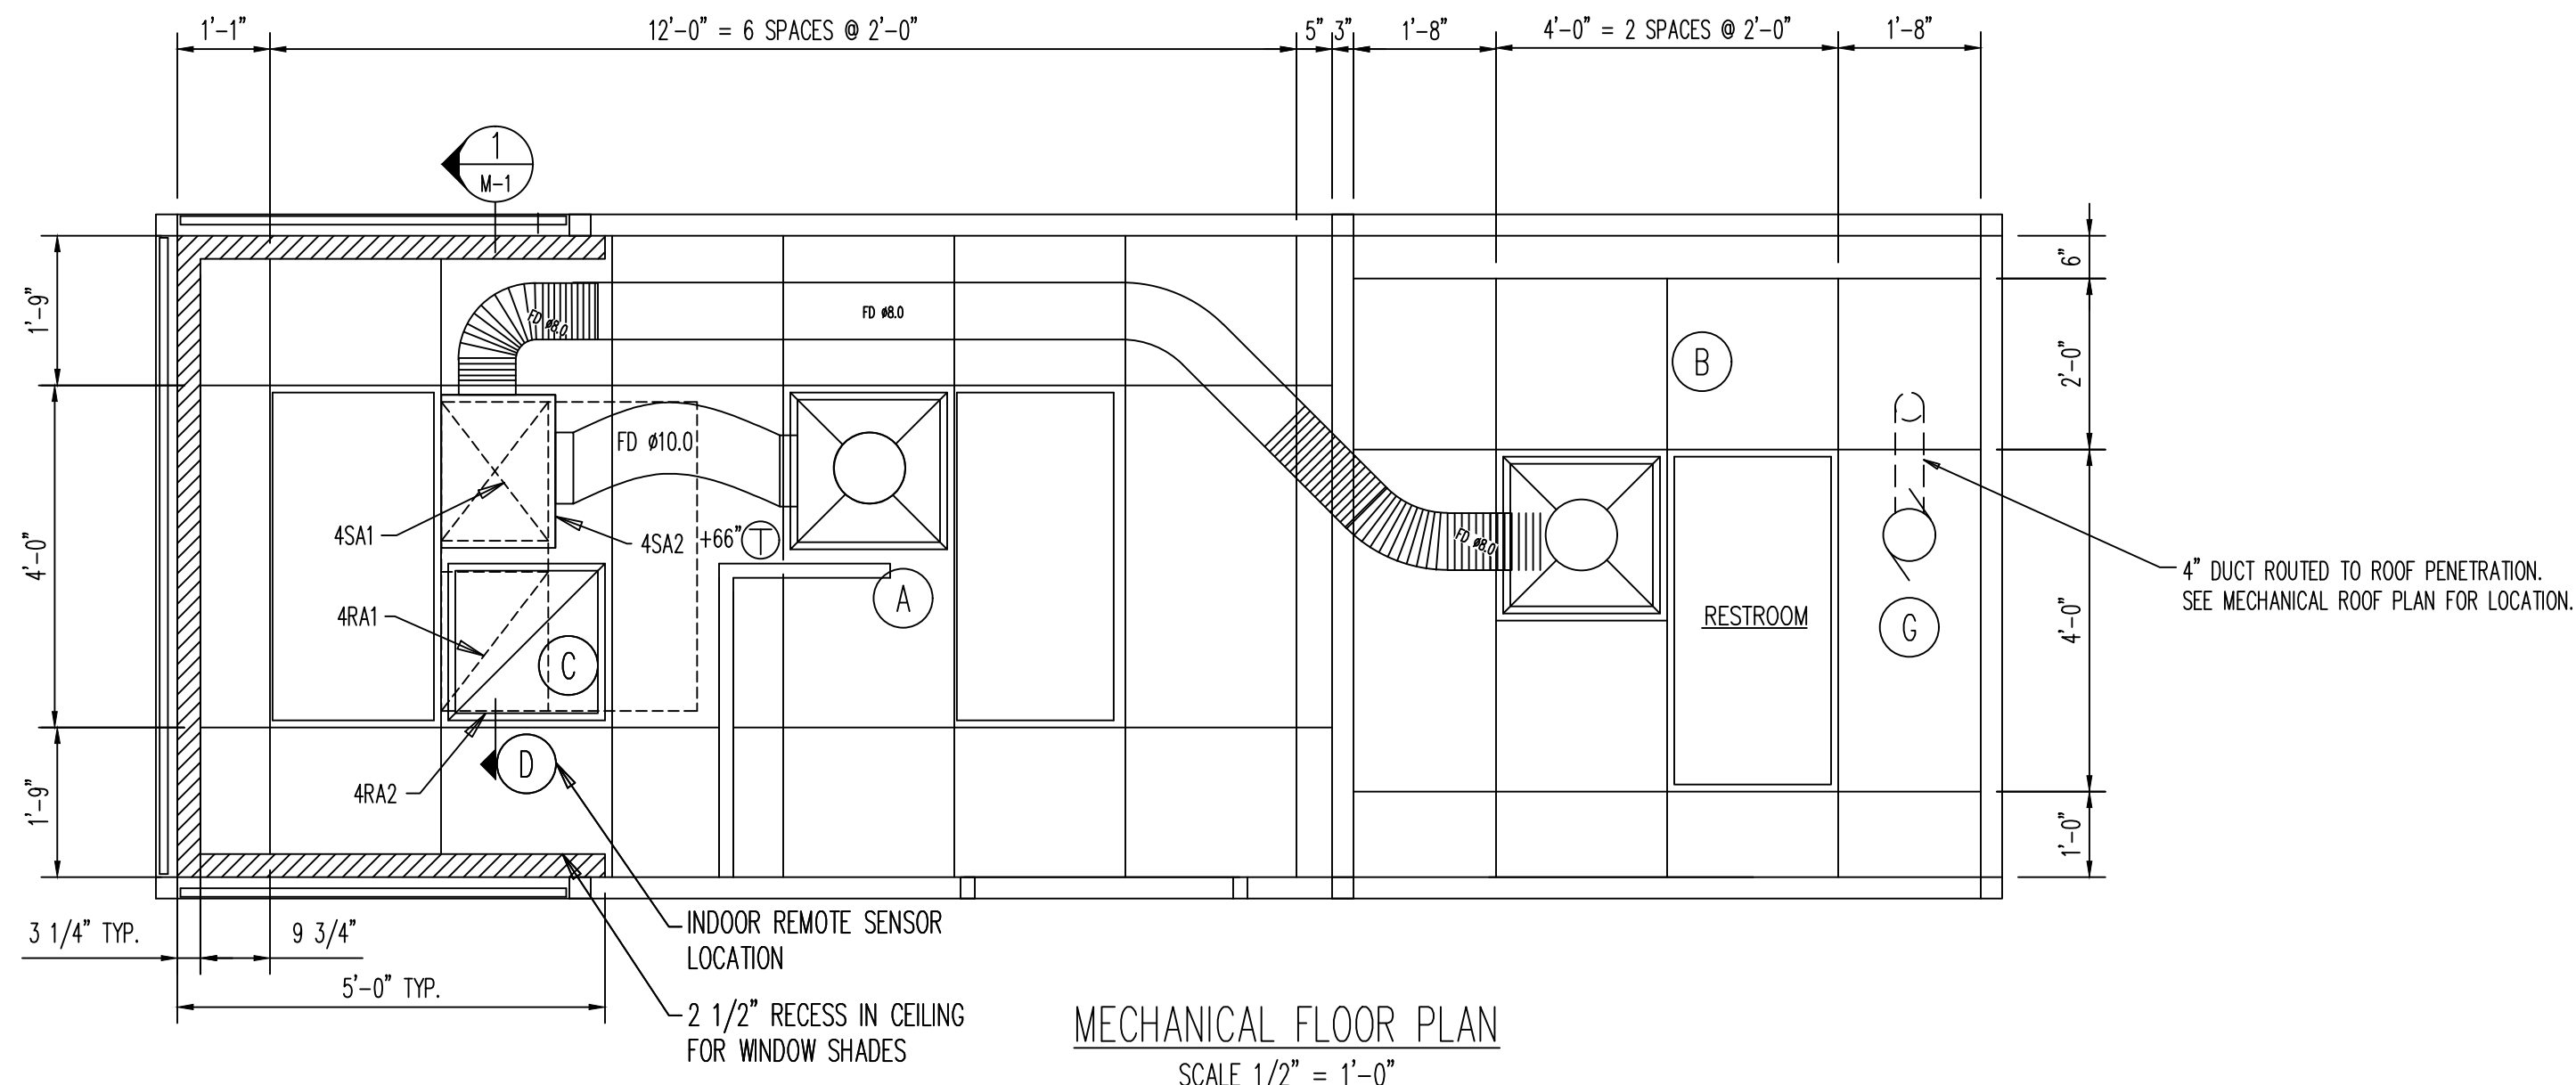 1'-1"
12'-0" = 6 SPACES @ 2'-0"
5"
3"
1'-8"
4'-0" = 2 SPACES @ 2'-0"
1'-8"
1
M-1
1'-9"
4'-0"
1'-9"
FD ø8.0
FD ø8.0
FD ø10.0
4SA1
4SA2
+66"
T
A
4RA1
C
4RA2
D
B
FD ø8.0
RESTROOM
G
6"
2'-0"
4'-0"
1'-0"
4" DUCT ROUTED TO ROOF PENETRATION.
SEE MECHANICAL ROOF PLAN FOR LOCATION.
3 1/4" TYP.
9 3/4"
5'-0" TYP.
INDOOR REMOTE SENSOR
LOCATION
2 1/2" RECESS IN CEILING
FOR WINDOW SHADES
MECHANICAL FLOOR PLAN
SCALE 1/2" = 1'-0"